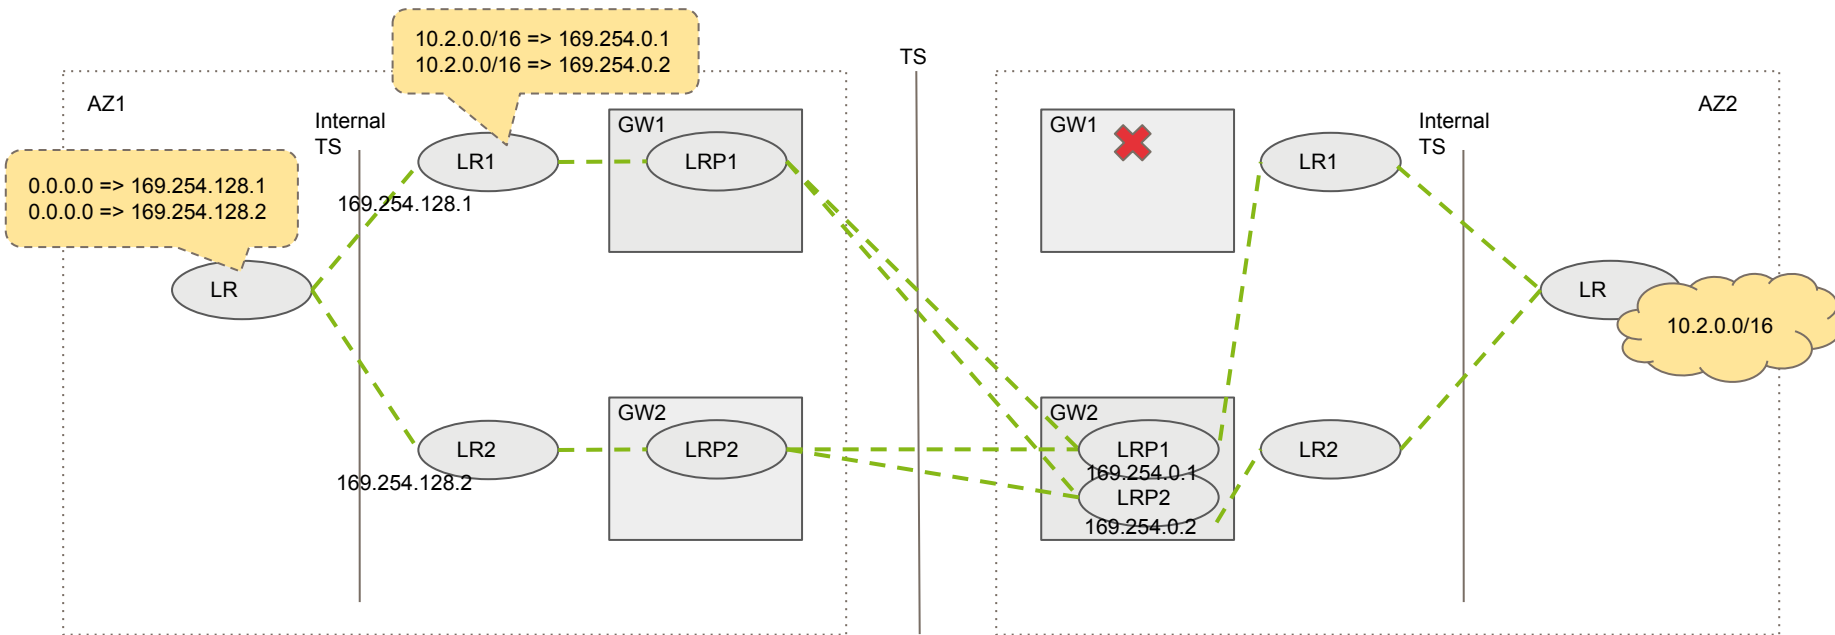 10.2.0.0/16 => 169.254.0.1
10.2.0.0/16 => 169.254.0.2
TS
AZ1
Internal
TS
LR1
GW1
LRP1
0.0.0.0 => 169.254.128.1
0.0.0.0 => 169.254.128.2
169.254.128.1
LR
GW2
LR2
LRP2
169.254.128.2
AZ2
GW1
LR1
Internal
TS
LR
10.2.0.0/16
GW2
LRP1
169.254.0.1
LRP2
169.254.0.2
LR2